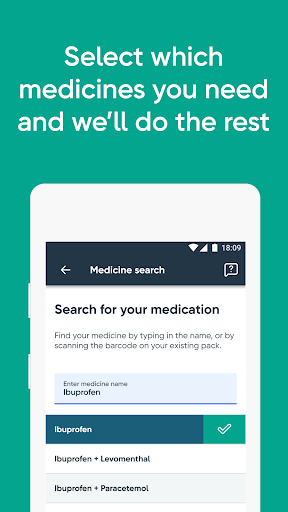 Select which
medicines you need
and we'll do the rest
18:09
Medicine search
?
Search for your medication
Find your medicine by typing in the name, or by
scanning the barcode on your existing pack.
Enter medicine name
Ibuprofen
Ibuprofen
Ibuprofen + Levomenthal
Ibuprofen + Paracetemol